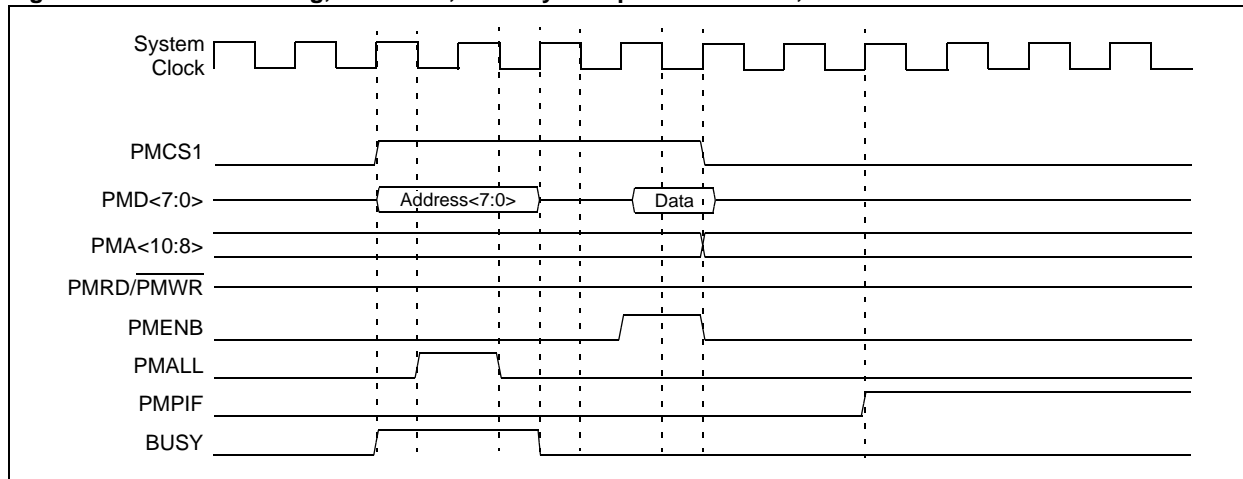 System
Clock
PMCS1
PMD<7:0>
Address<7:0>
Data
PMA<10:8>
PMRD/PMWR
PMENB
PMALL
PMPIF
BUSY